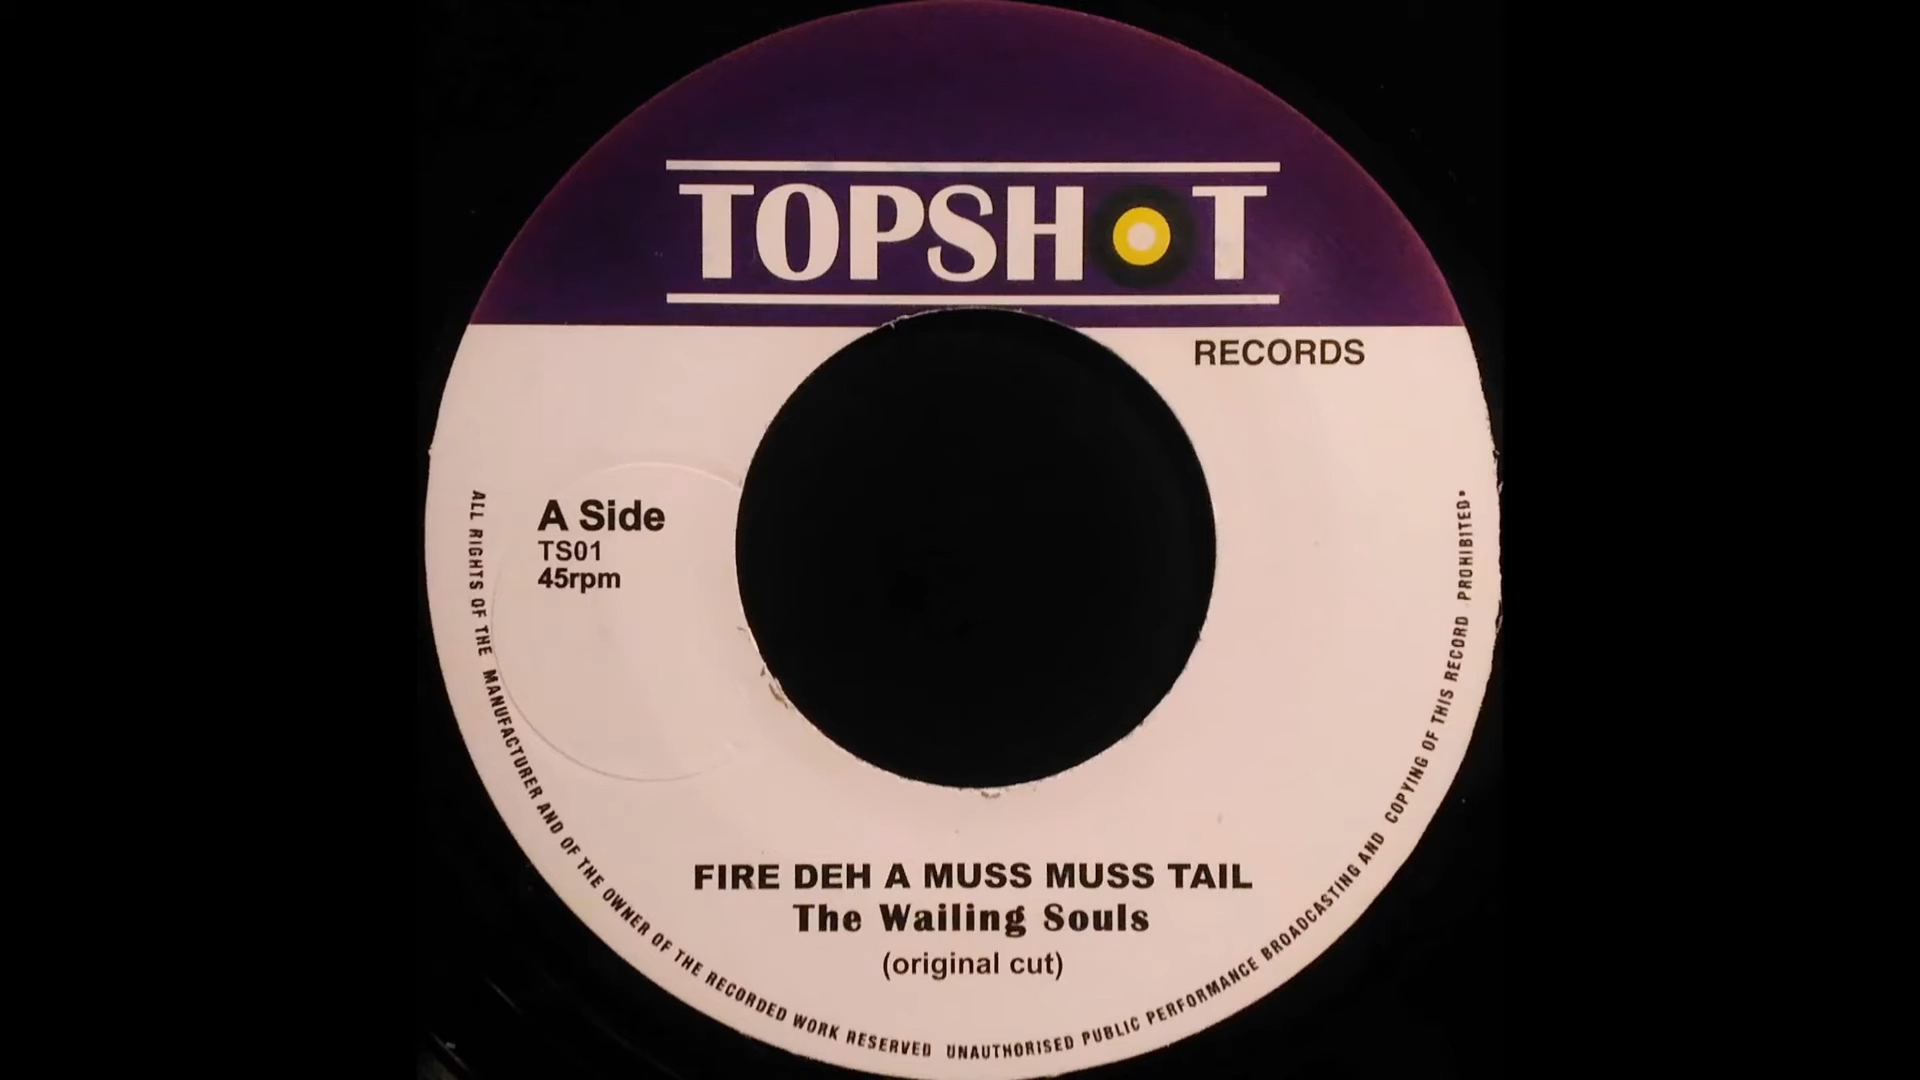 TOPSHOT
RECORDS
A Side
TS01
45rpm
FIRE DEH A MUSS MUSS TAIL
The Wailing Souls
(original cut)
ALL RIGHTS OF THE MANUFACTURER AND OF THE OWNER OF THE RECORDED WORK RESERVED UNAUTHORISED PUBLIC PERFORMANCE BROADCASTING AND COPYING OF THIS RECORD PROHIBITED•